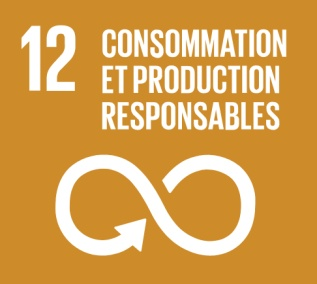 12 CONSOMMATION
ET PRODUCTION
RESPONSABLES